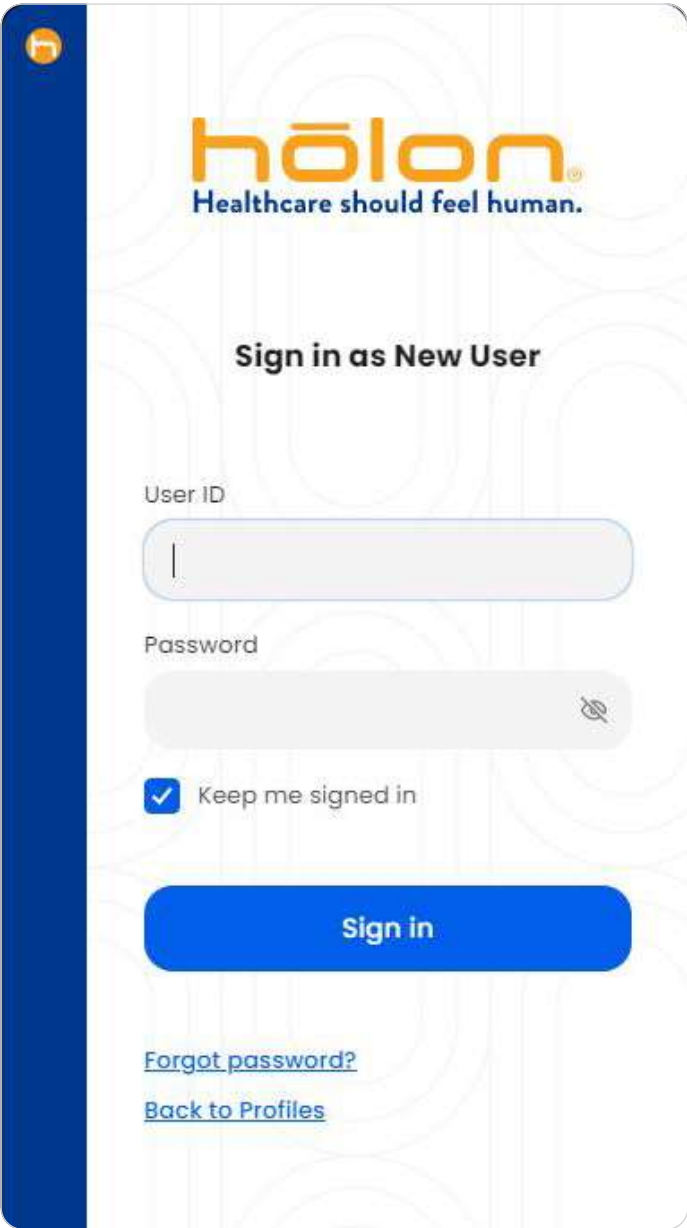 hōlon®
Healthcare should feel human.
Sign in as New User
User ID
Password
Keep me signed in
Sign in
Forgot password?
Back to Profiles